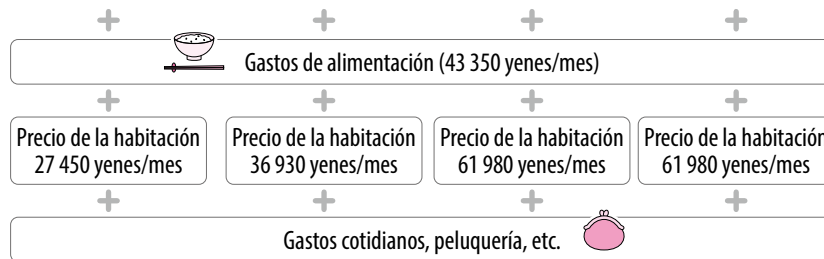 Gastos de alimentación (43 350 yenes/mes)
Precio de la habitación
27 450 yenes/mes
Precio de la habitación
36 930 yenes/mes
Precio de la habitación
61 980 yenes/mes
Precio de la habitación
61 980 yenes/mes
Gastos cotidianos, peluquería, etc.